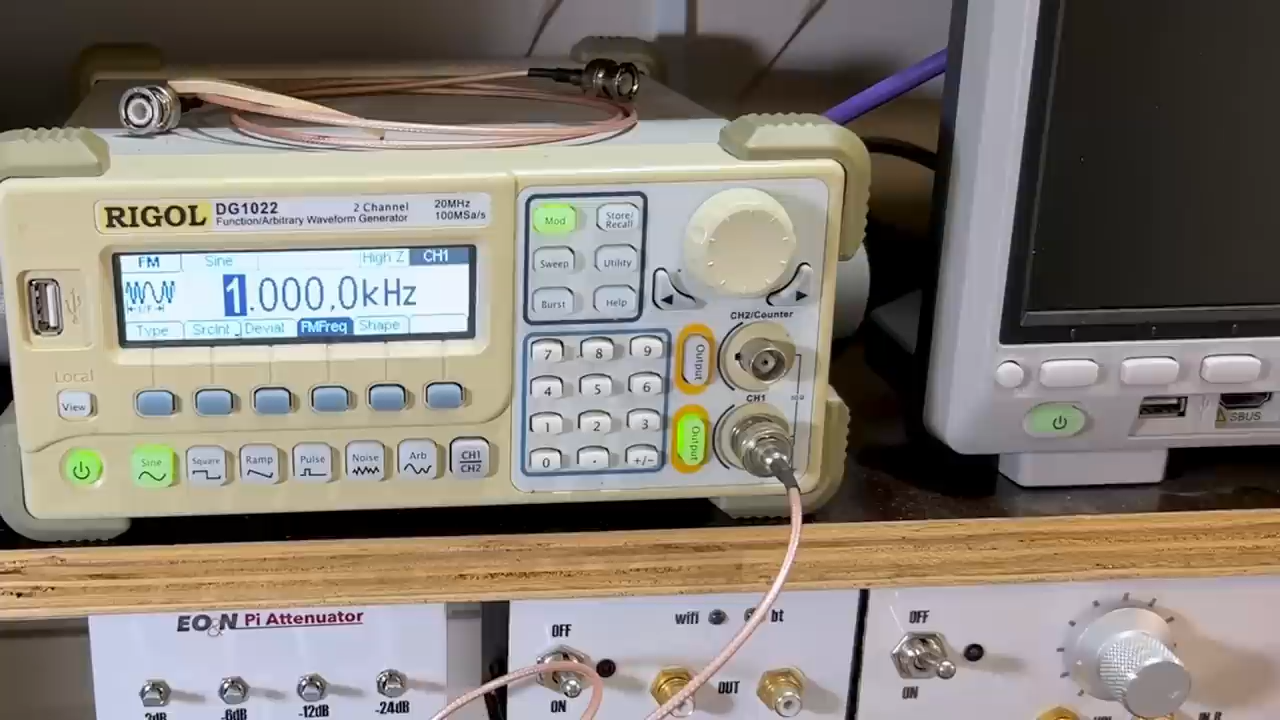 RIGOL DG1022 2 Channel 20MHz
Function/Arbitrary Waveform Generator 100MSa/s
FM Sine High Z CH1
1.000,0kHz
Type SrcInt Deviat FMFreq Shape
Local
View
Sine Square Ramp Pulse Noise Arb CH1
CH2
Mod Store/
Recall
Sweep Utility
Burst Help
7 8 9
4 5 6
1 2 3
0 . +/-
CH2/Counter
Output
CH1
Output
SBUS
EO&N Pi Attenuator
-6dB -12dB -24dB
OFF
ON
wifi bt
OUT
OFF
ON